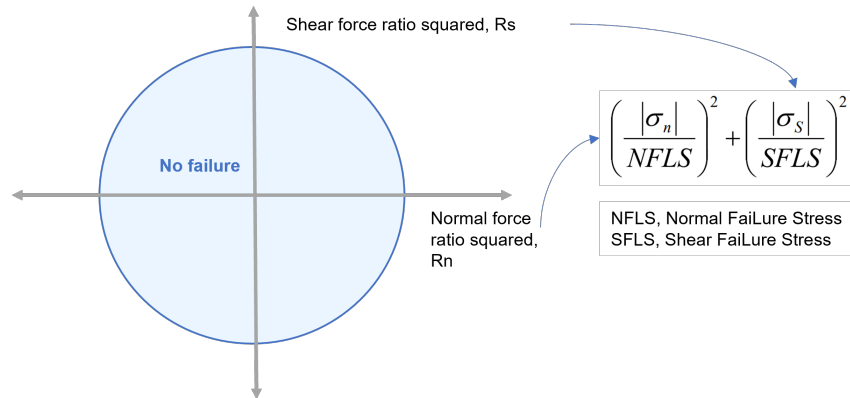 Shear force ratio squared, Rs
No failure
Normal force
ratio squared,
Rn
(|σn|/NFLS)² + (|σS|/SFLS)²
NFLS, Normal FaiLure Stress
SFLS, Shear FaiLure Stress